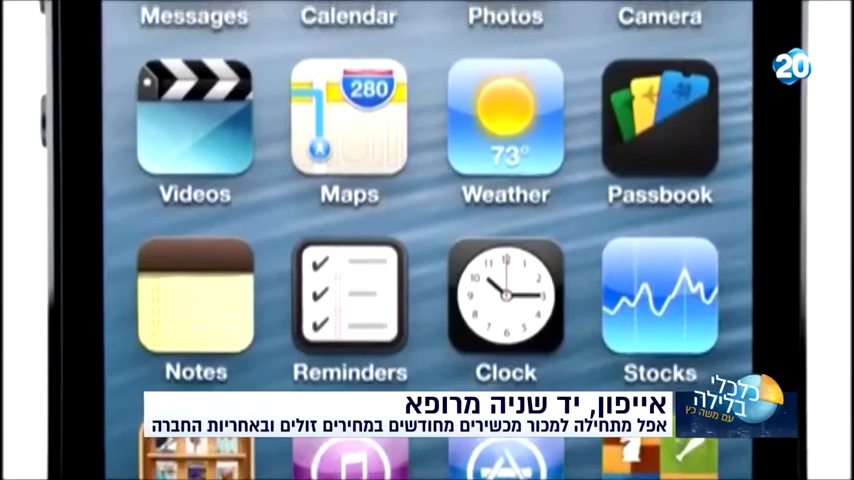 Messages Calendar Photos Camera
20
280
73°
Videos Maps Weather Passbook
Notes Reminders Clock Stocks
אייפון, יד שניה מרופא
אפל מתחילה למכור מכשירים מחודשים במחירים זולים ובאחריות החברה
כלכלי
בלילה
עם משה כץ